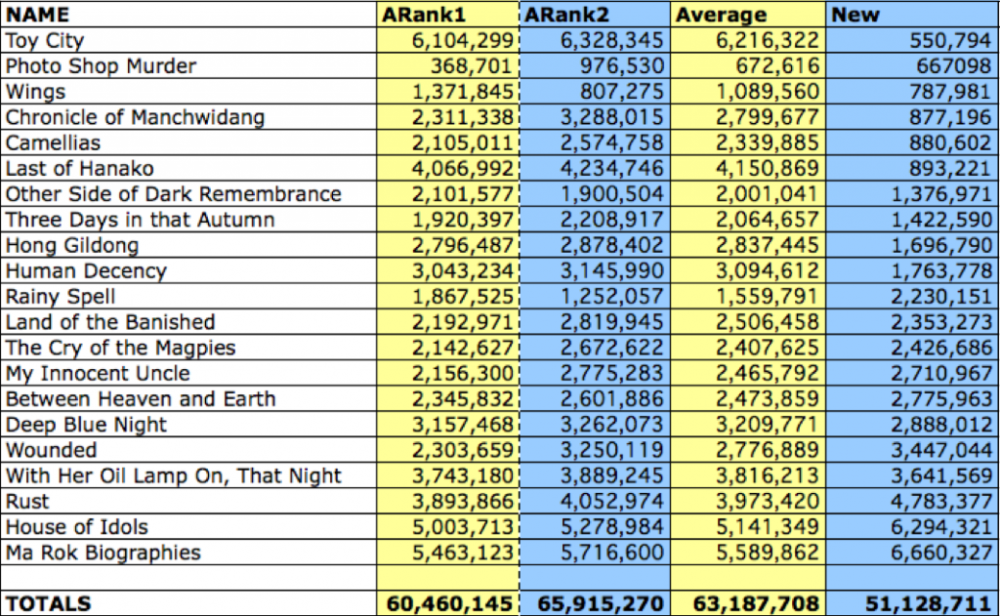 NAME ARank1 ARank2 Average New
Toy City 6,104,299 6,328,345 6,216,322 550,794
Photo Shop Murder 368,701 976,530 672,616 667098
Wings 1,371,845 807,275 1,089,560 787,981
Chronicle of Manchwidang 2,311,338 3,288,015 2,799,677 877,196
Camellias 2,105,011 2,574,758 2,339,885 880,602
Last of Hanako 4,066,992 4,234,746 4,150,869 893,221
Other Side of Dark Remembrance 2,101,577 1,900,504 2,001,041 1,376,971
Three Days in that Autumn 1,920,397 2,208,917 2,064,657 1,422,590
Hong Gildong 2,796,487 2,878,402 2,837,445 1,696,790
Human Decency 3,043,234 3,145,990 3,094,612 1,763,778
Rainy Spell 1,867,525 1,252,057 1,559,791 2,230,151
Land of the Banished 2,192,971 2,819,945 2,506,458 2,353,273
The Cry of the Magpies 2,142,627 2,672,622 2,407,625 2,426,686
My Innocent Uncle 2,156,300 2,775,283 2,465,792 2,710,967
Between Heaven and Earth 2,345,832 2,601,886 2,473,859 2,775,963
Deep Blue Night 3,157,468 3,262,073 3,209,771 2,888,012
Wounded 2,303,659 3,250,119 2,776,889 3,447,044
With Her Oil Lamp On, That Night 3,743,180 3,889,245 3,816,213 3,641,569
Rust 3,893,866 4,052,974 3,973,420 4,783,377
House of Idols 5,003,713 5,278,984 5,141,349 6,294,321
Ma Rok Biographies 5,463,123 5,716,600 5,589,862 6,660,327
TOTALS 60,460,145 65,915,270 63,187,708 51,128,711